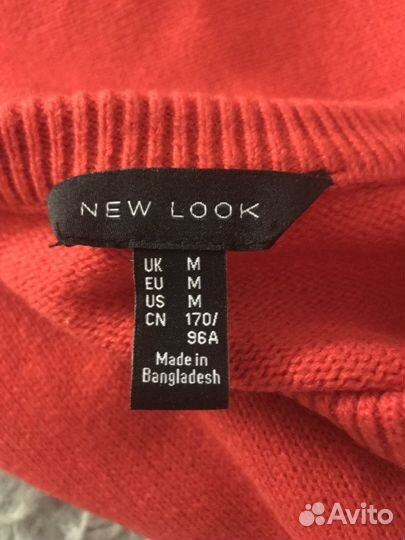 NEW LOOK
UK M
EU M
US M
CN 170/
96A
Made in
Bangladesh
Avito